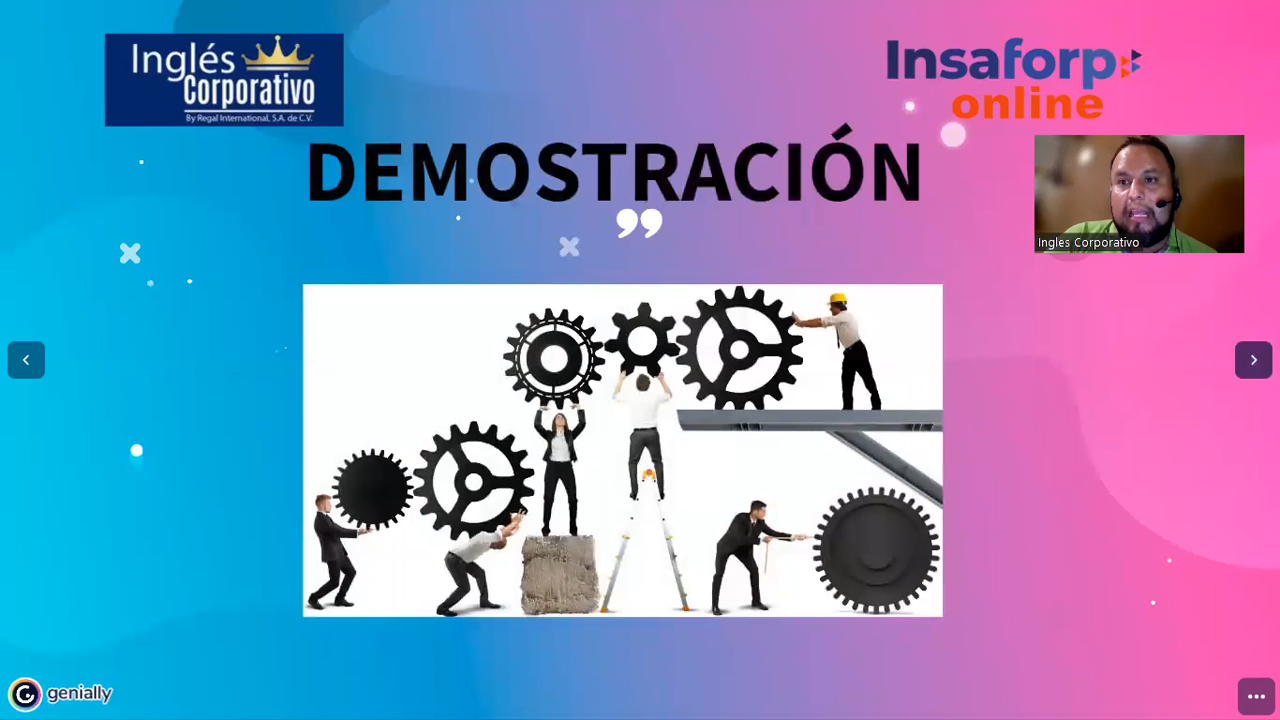 Inglés
Corporativo
By Regal International, S.A. de C.V.
Insaforp
online
DEMOSTRACIÓN
”
Ingles Corporativo
genially